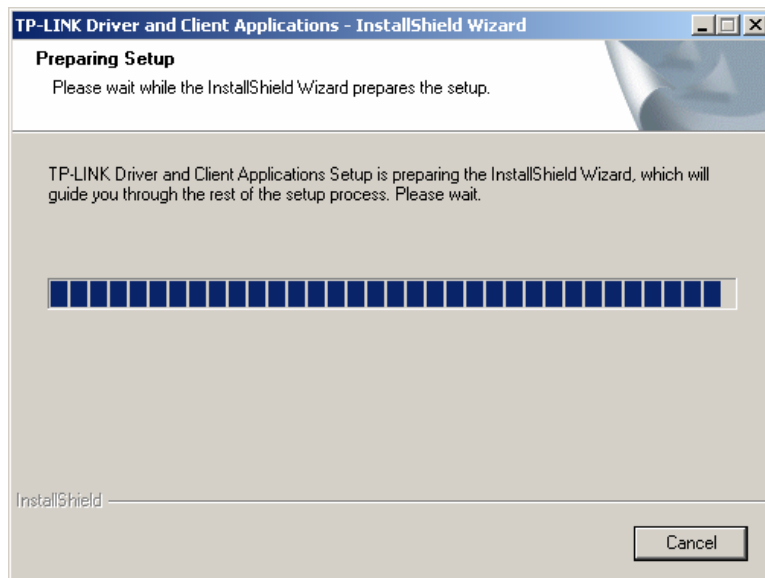 TP-LINK Driver and Client Applications - InstallShield Wizard
Preparing Setup
Please wait while the InstallShield Wizard prepares the setup.
TP-LINK Driver and Client Applications Setup is preparing the InstallShield Wizard, which will
guide you through the rest of the setup process. Please wait.
InstallShield
Cancel